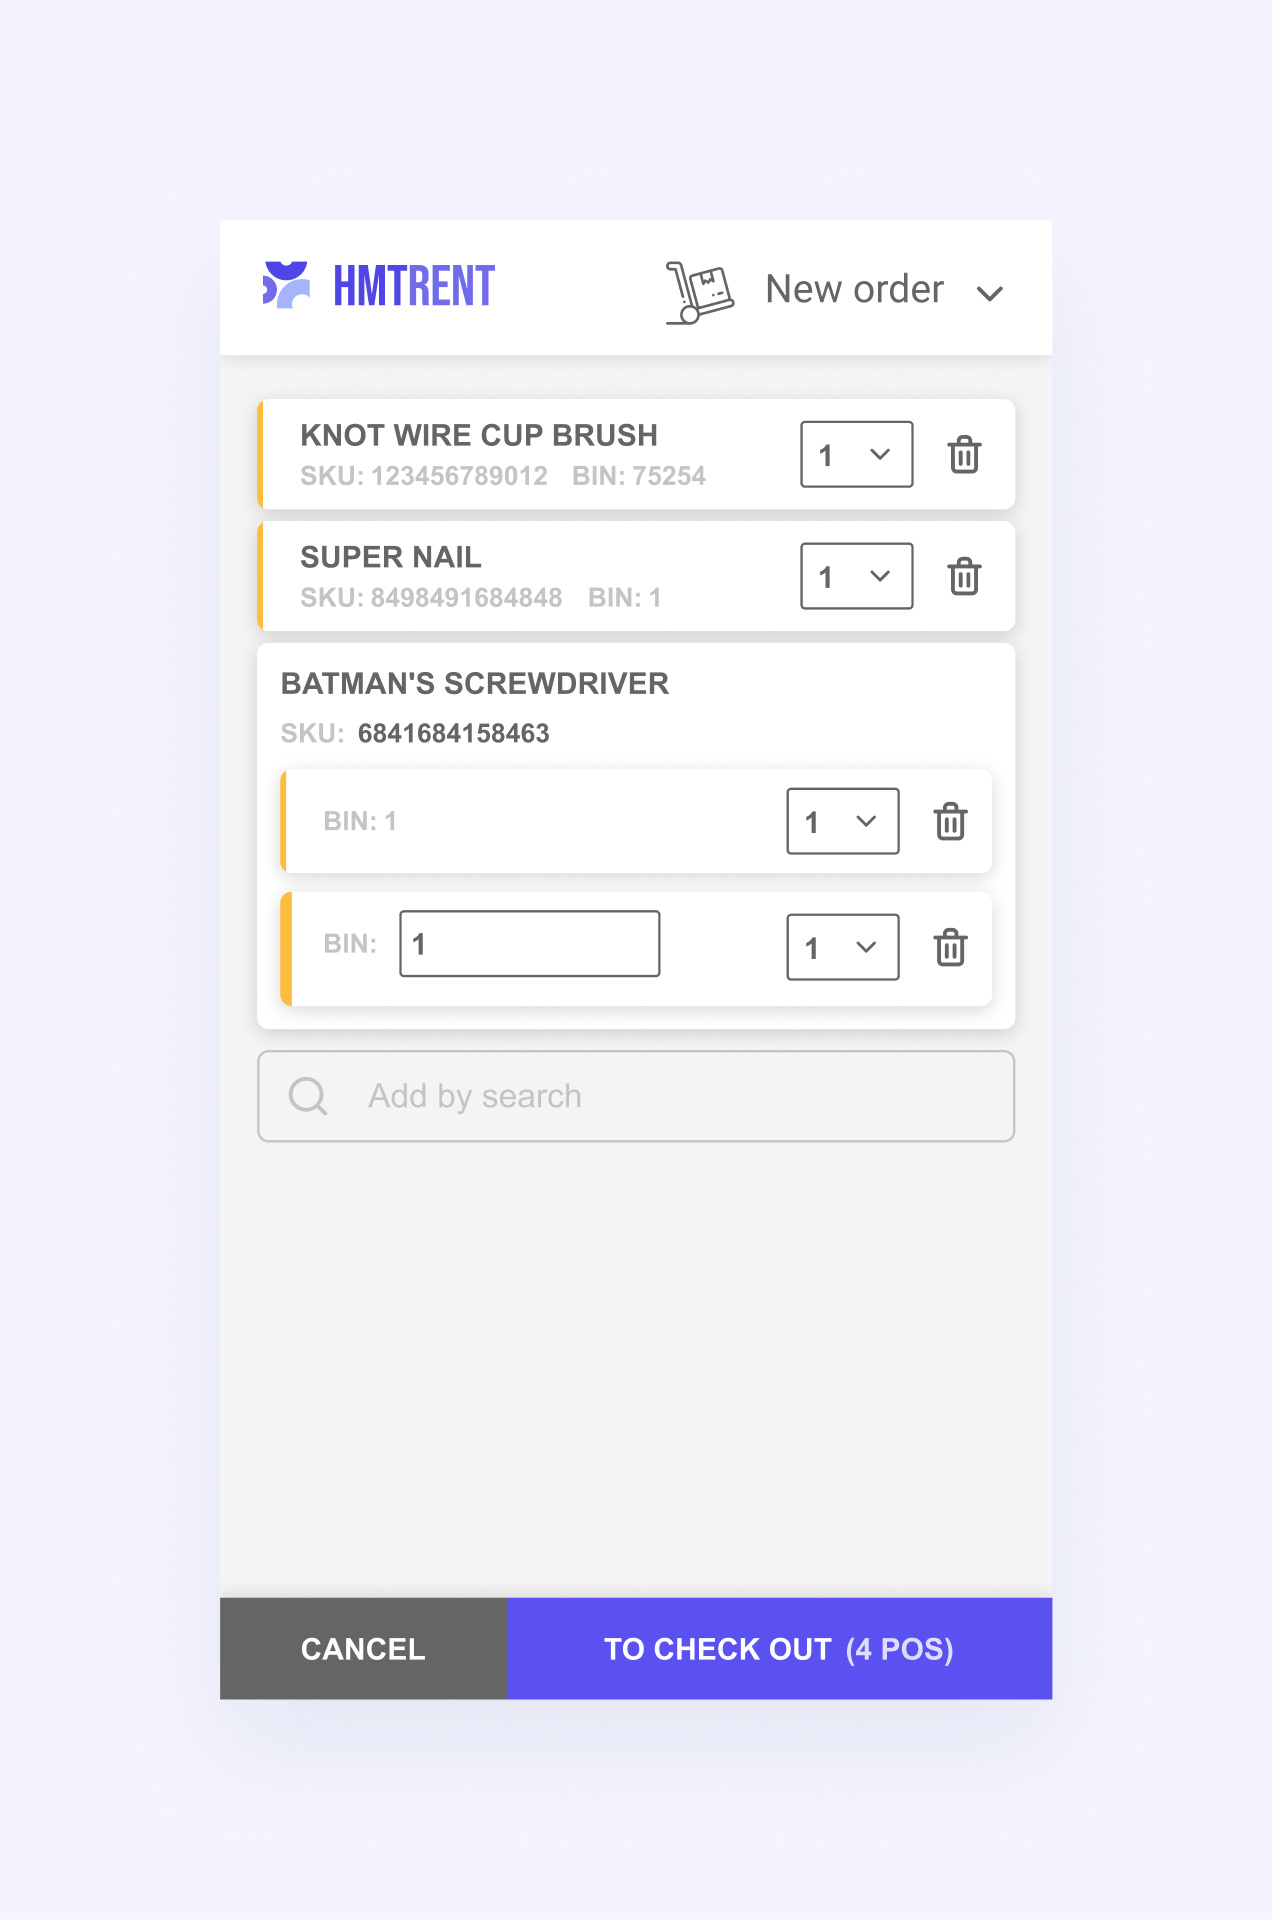 HMTRENT
New order
KNOT WIRE CUP BRUSH
SKU: 123456789012 BIN: 75254
1
SUPER NAIL
SKU: 8498491684848 BIN: 1
1
BATMAN'S SCREWDRIVER
SKU: 6841684158463
BIN: 1
1
BIN: 1
1
Add by search
CANCEL
TO CHECK OUT (4 POS)